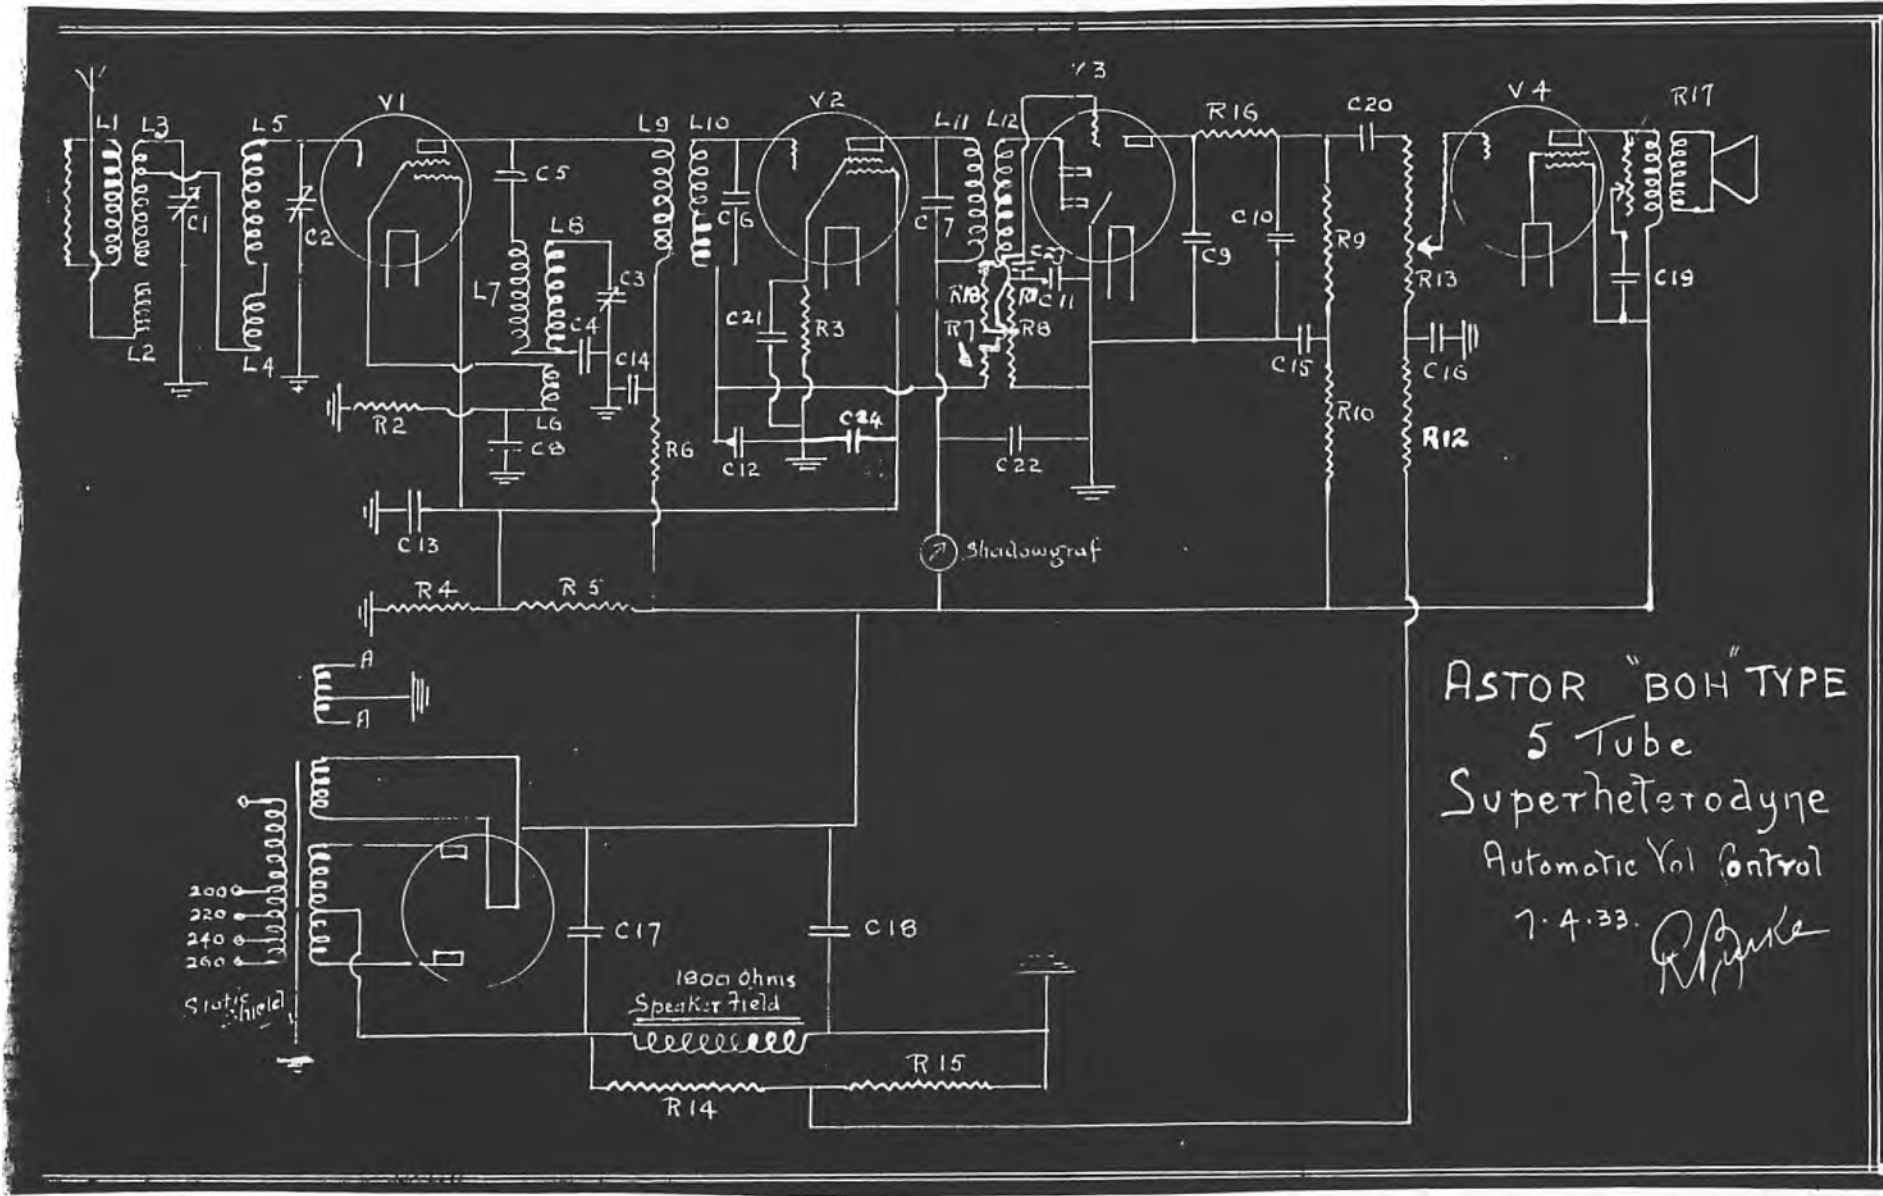 V1
V2
V3
V4
L1
L3
L5
L9
L10
L11
L12
R16
C20
R17
C1
C2
C5
L8
C6
C7
C9
C10
R9
R13
C19
L7
C3
C4
C14
C21
R3
R18
C11
R7
R8
L2
L4
C15
C16
R2
L6
C8
R6
C12
C24
C22
R10
R12
C13
Shadowgraf
R4
R5
A
A
ASTOR "BOH" TYPE
5 Tube
Superheterodyne
Automatic Vol Control
7.4.33.
200
220
240
260
Static
Shield
C17
C18
1800 Ohms
Speaker Field
R14
R15